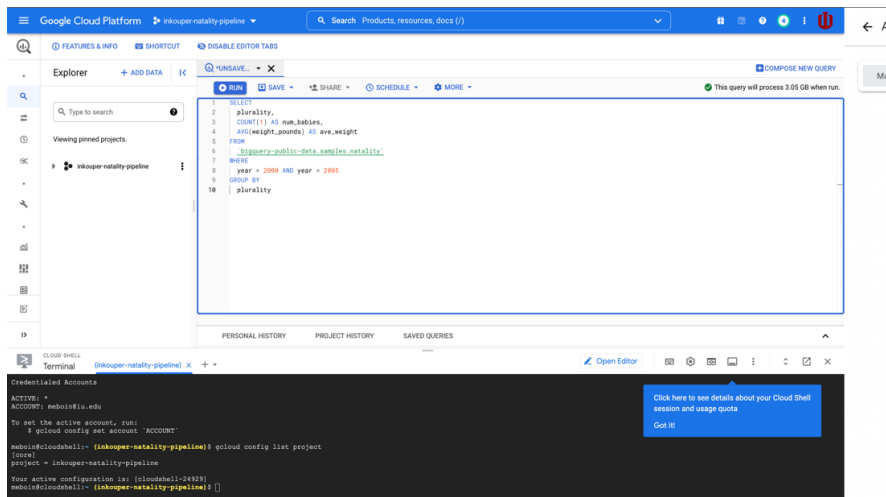 Google Cloud Platform
inkouper-natality-pipeline
Search Products, resources, docs (/)
4
FEATURES & INFO
SHORTCUT
DISABLE EDITOR TABS
Explorer
+ ADD DATA
*UNSAVE...
COMPOSE NEW QUERY
RUN
SAVE
SHARE
SCHEDULE
MORE
This query will process 3.05 GB when run.
Type to search
Viewing pinned projects.
inkouper-natality-pipeline
1 SELECT
2 plurality,
3 COUNT(1) AS num_babies,
4 AVG(weight_pounds) AS ave_weight
5 FROM
6 `bigquery-public-data.samples.natality`
7 WHERE
8 year > 2000 AND year < 2005
9 GROUP BY
10 plurality
PERSONAL HISTORY
PROJECT HISTORY
SAVED QUERIES
CLOUD SHELL
Terminal
(inkouper-natality-pipeline)
Open Editor
Credentialed Accounts
ACTIVE: *
ACCOUNT: meboin@iu.edu
To set the active account, run:
$ gcloud config set account `ACCOUNT`
meboin@cloudshell:~ (inkouper-natality-pipeline)$ gcloud config list project
[core]
project = inkouper-natality-pipeline
Your active configuration is: [cloudshell-24929]
meboin@cloudshell:~ (inkouper-natality-pipeline)$
Click here to see details about your Cloud Shell
session and usage quota
Got it!